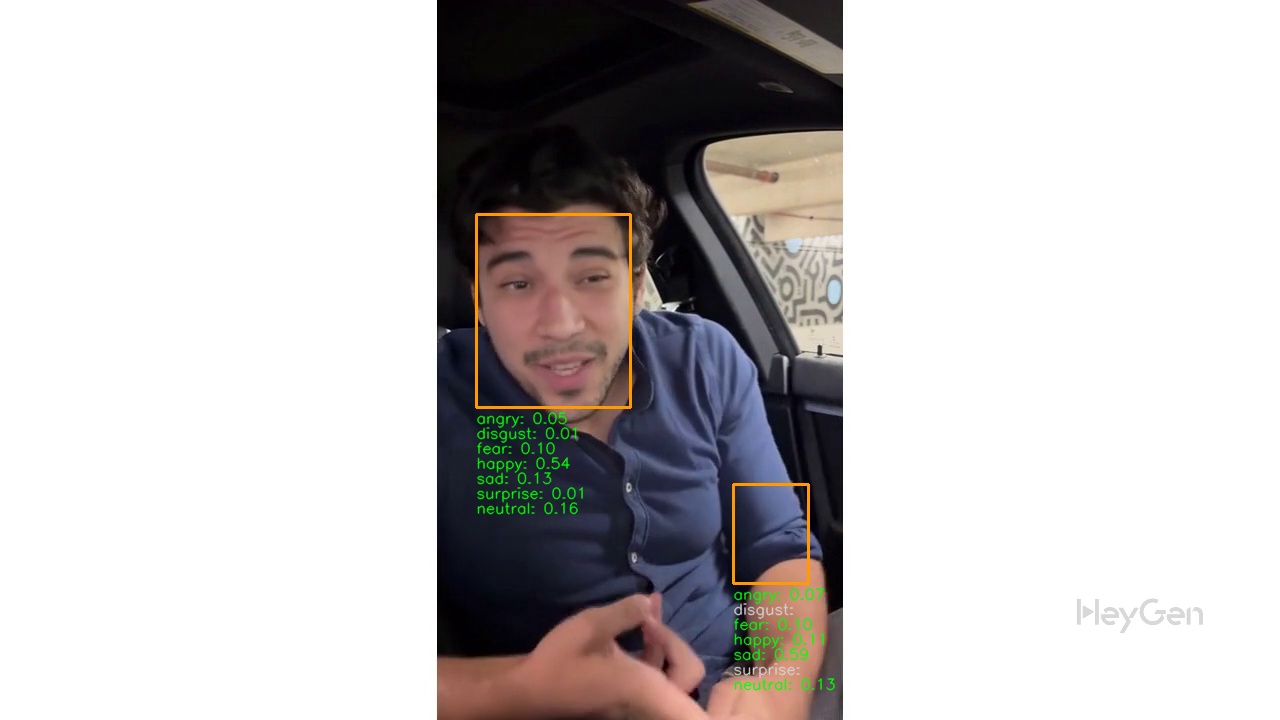 angry: 0.05
disgust: 0.01
fear: 0.10
happy: 0.54
sad: 0.13
surprise: 0.01
neutral: 0.16
angry: 0.07
disgust:
fear: 0.10
happy: 0.11
sad: 0.59
surprise:
neutral: 0.13
HeyGen